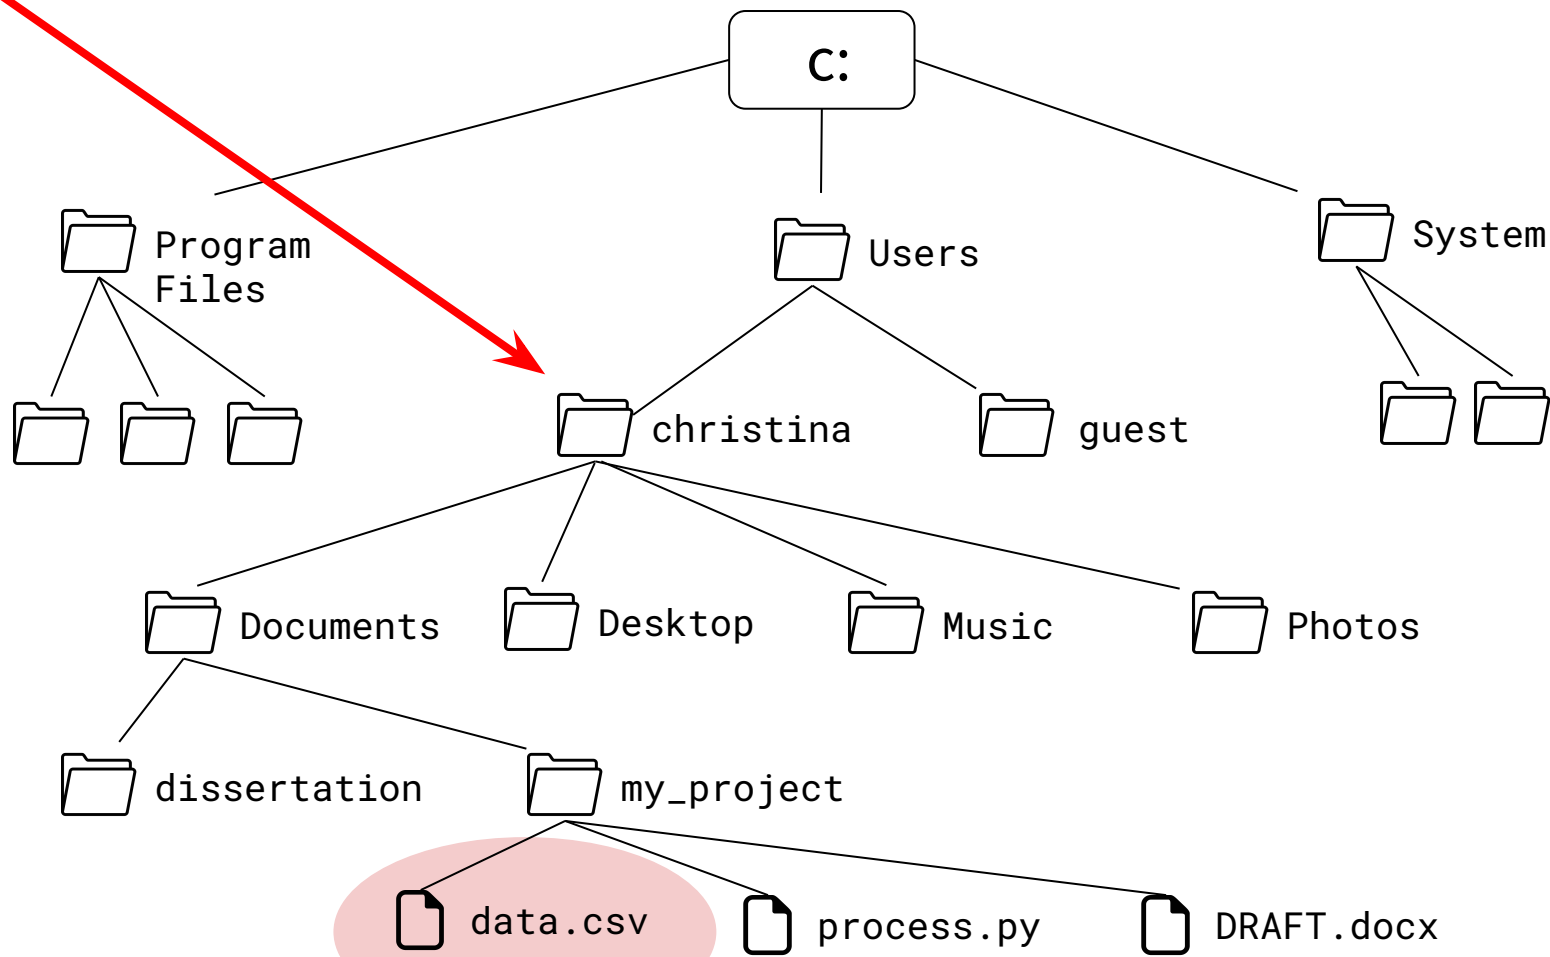 C:
Program
Files
Users
System
christina
guest
Documents
Desktop
Music
Photos
dissertation
my_project
data.csv
process.py
DRAFT.docx